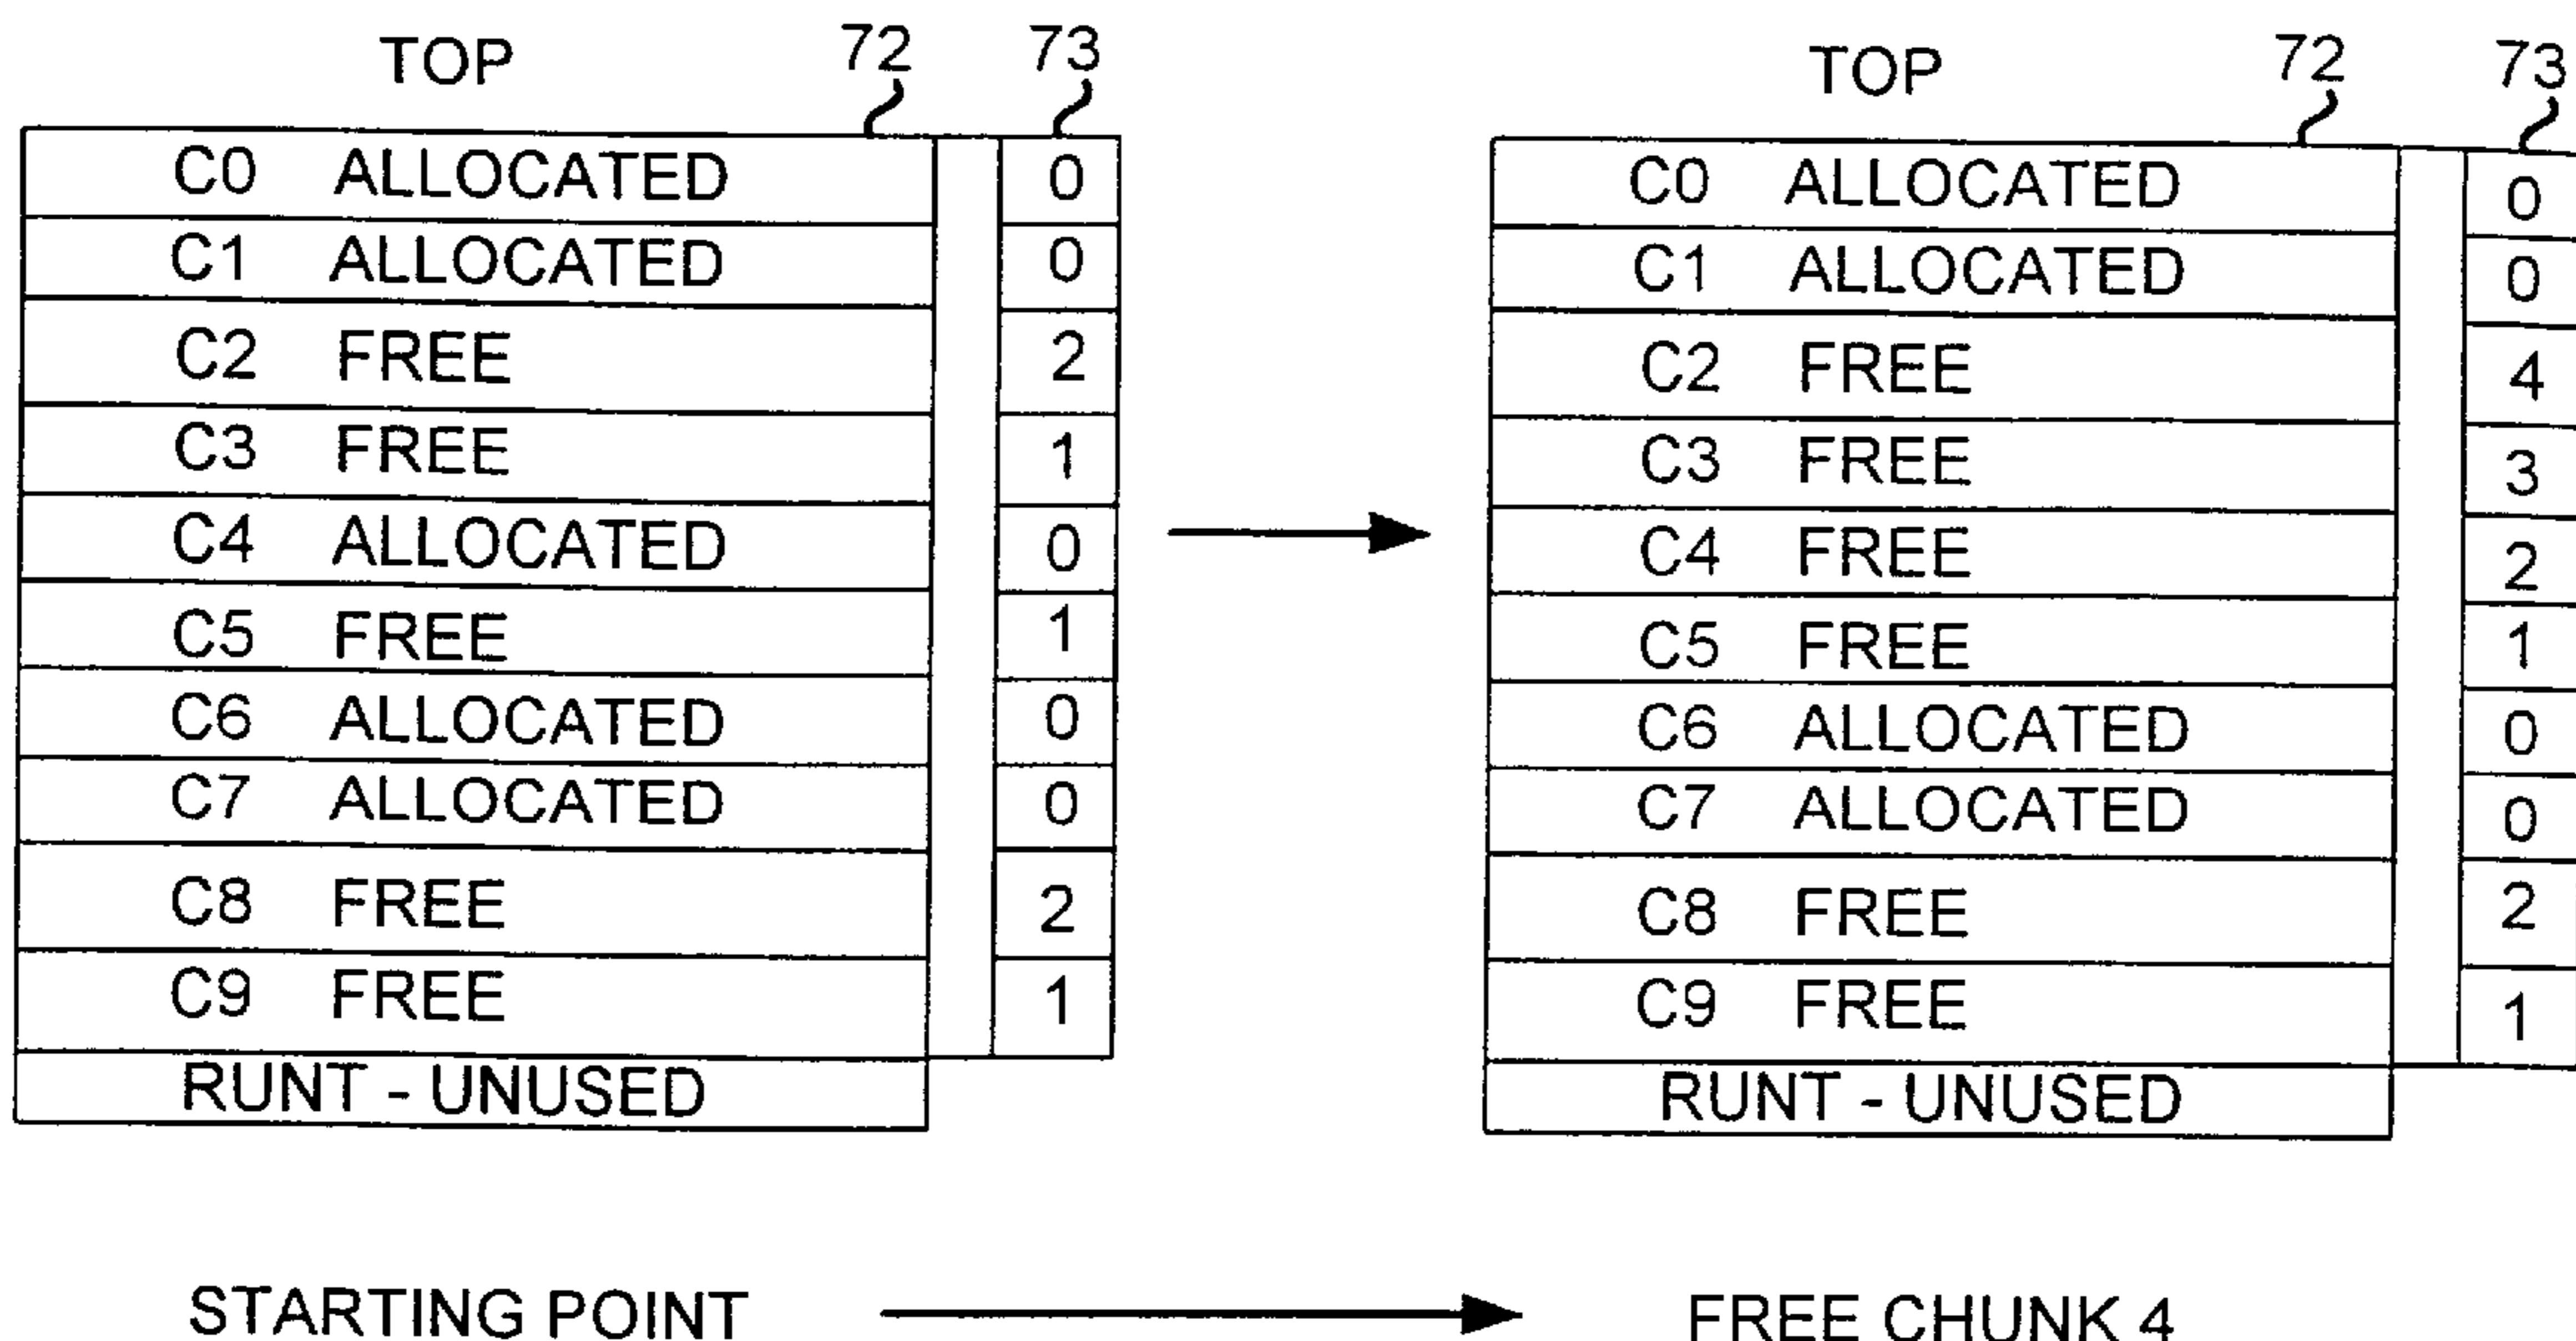 TOP 72 73
C0 ALLOCATED 0
C1 ALLOCATED 0
C2 FREE 2
C3 FREE 1
C4 ALLOCATED 0
C5 FREE 1
C6 ALLOCATED 0
C7 ALLOCATED 0
C8 FREE 2
C9 FREE 1
RUNT - UNUSED
TOP 72 73
C0 ALLOCATED 0
C1 ALLOCATED 0
C2 FREE 4
C3 FREE 3
C4 FREE 2
C5 FREE 1
C6 ALLOCATED 0
C7 ALLOCATED 0
C8 FREE 2
C9 FREE 1
RUNT - UNUSED
STARTING POINT
FREE CHUNK 4